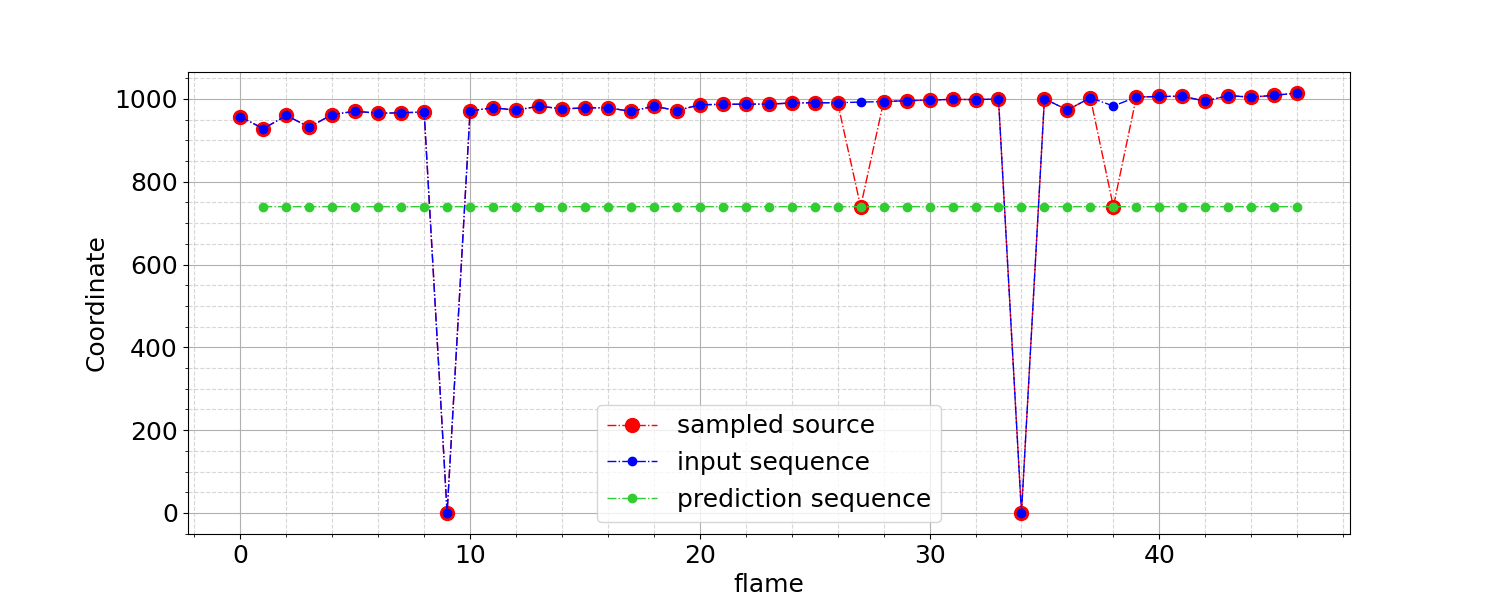 1000
800
600
400
200
0
Coordinate
sampled source
input sequence
prediction sequence
0 10 20 30 40
flame